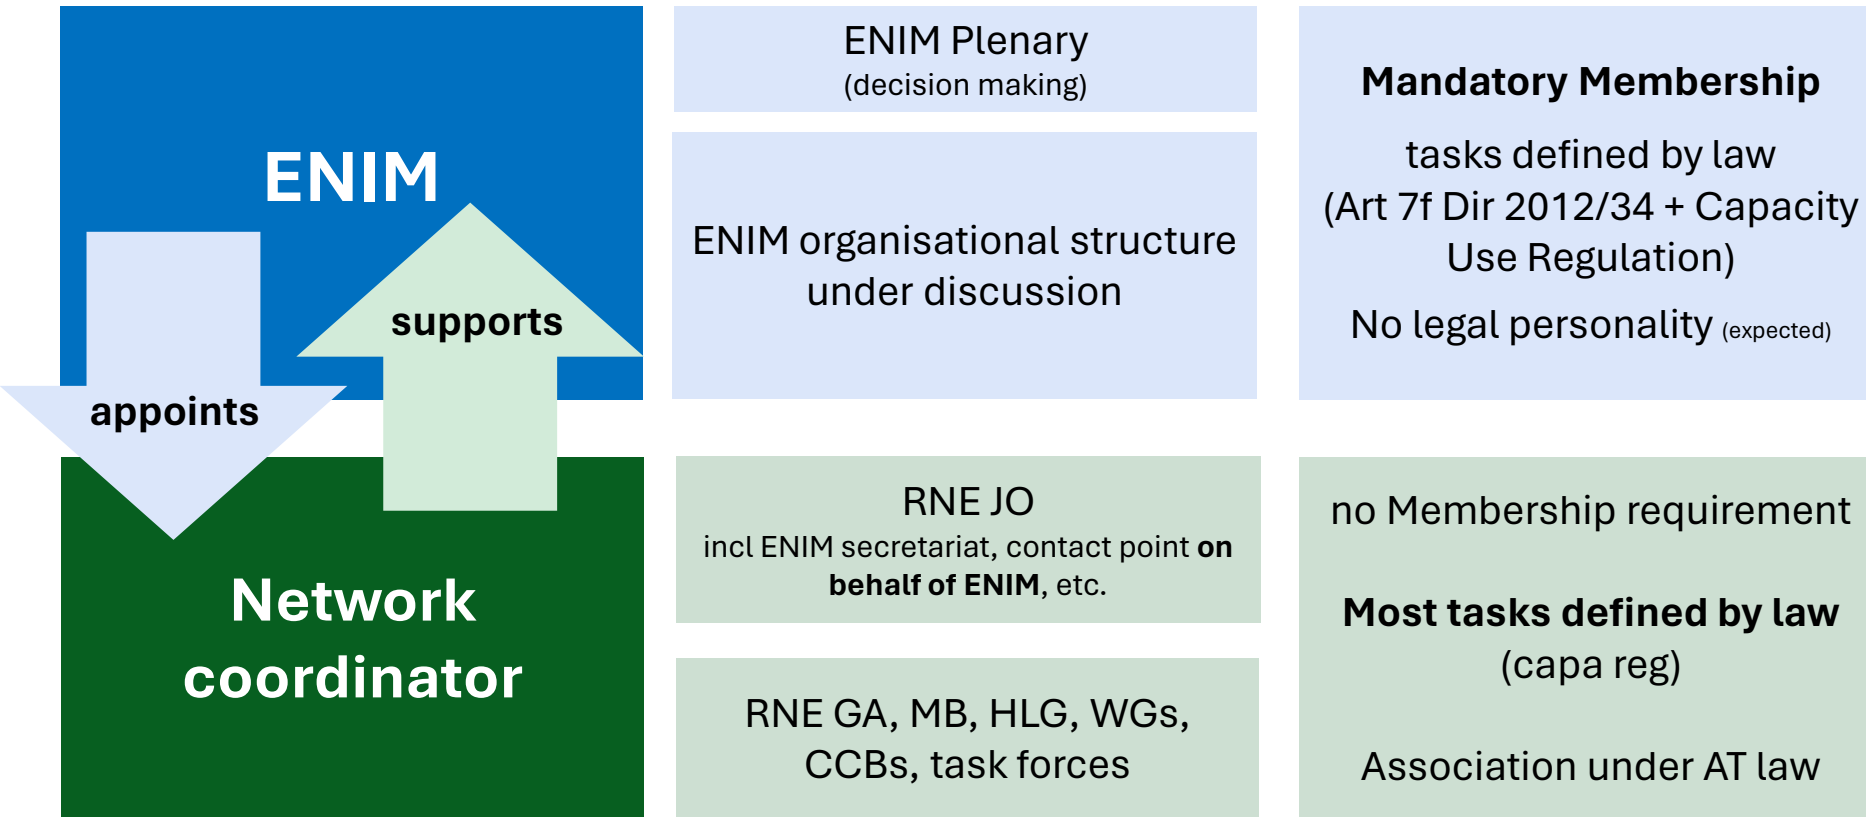 ENIM
appoints
supports
ENIM Plenary
(decision making)
ENIM organisational structure
under discussion
Mandatory Membership
tasks defined by law
(Art 7f Dir 2012/34 + Capacity
Use Regulation)
No legal personality (expected)
Network
coordinator
RNE JO
incl ENIM secretariat, contact point on
behalf of ENIM, etc.
RNE GA, MB, HLG, WGs,
CCBs, task forces
no Membership requirement
Most tasks defined by law
(capa reg)
Association under AT law